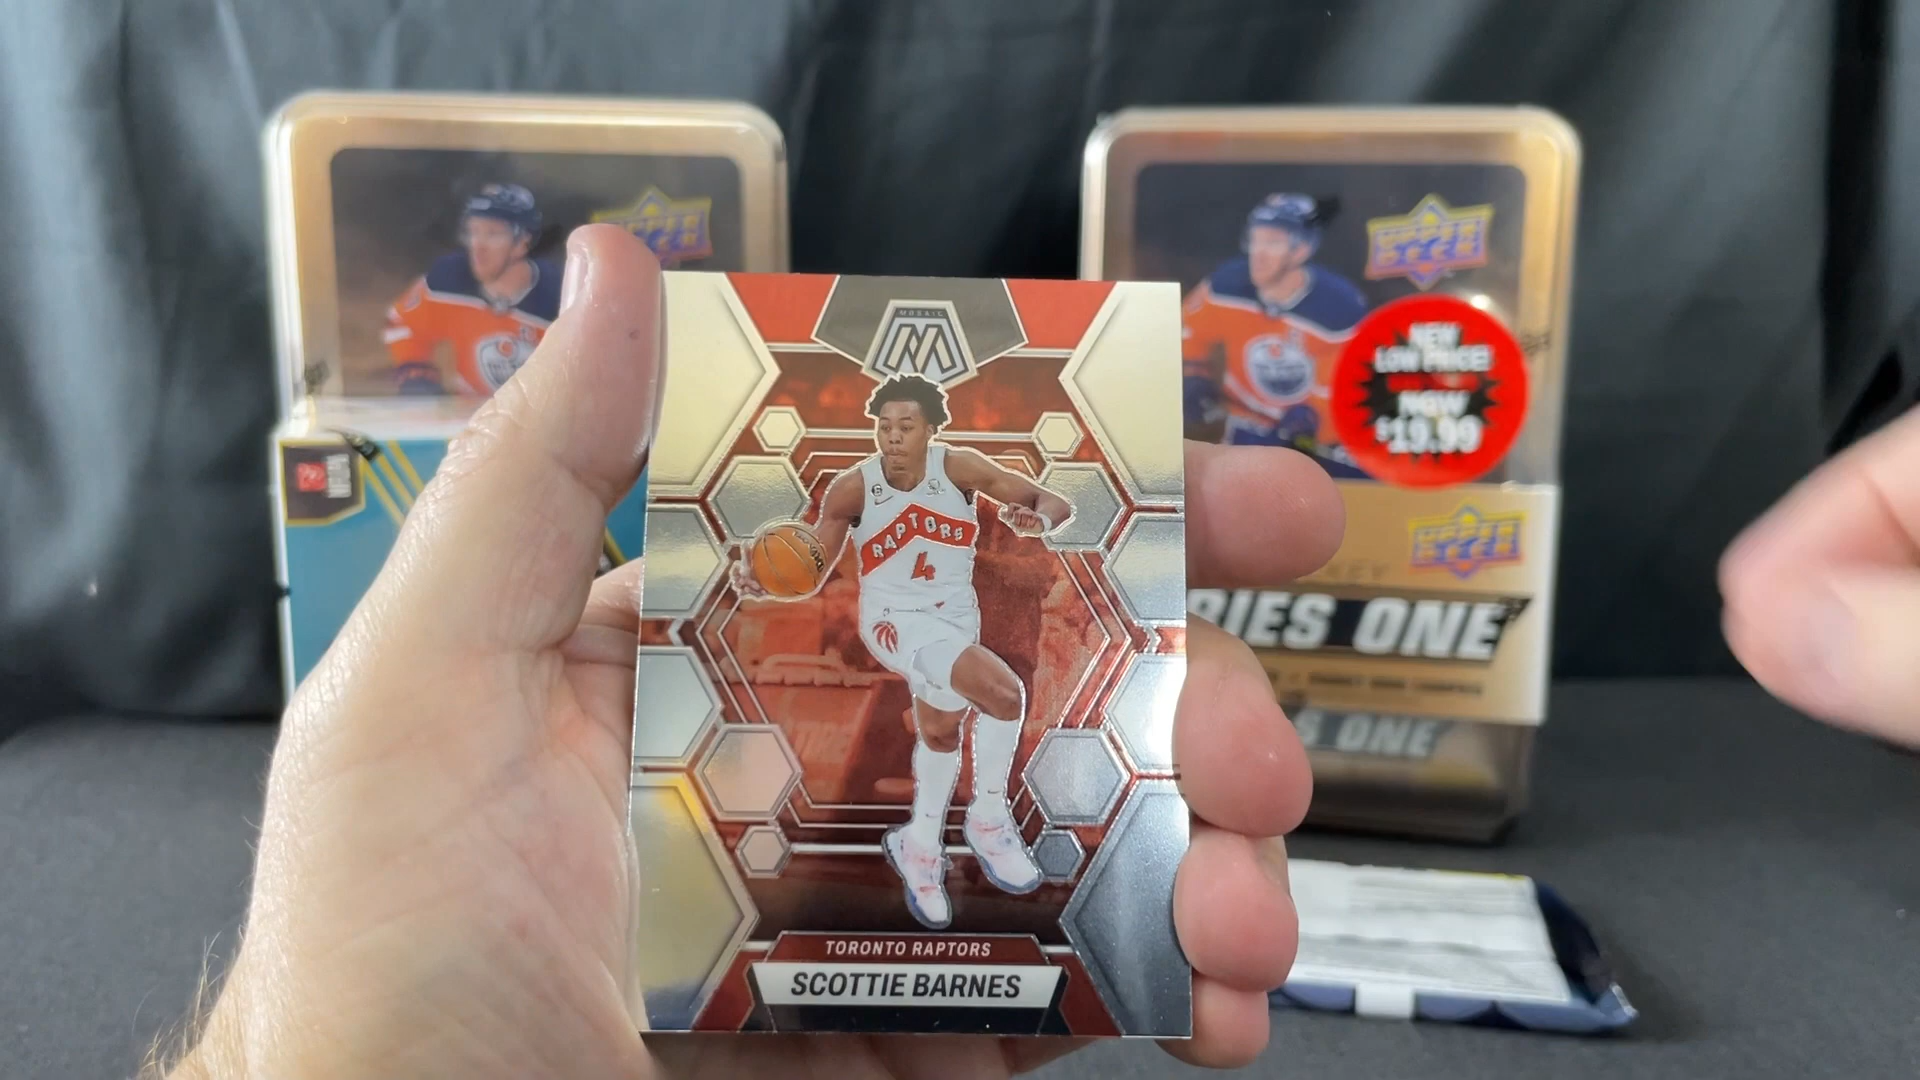 UPPER
DECK
UPPER
DECK
NEW
LOW PRICE!
NOW
$19.99
MOSAIC
RAPTORS
4
UPPER
DECK
RIES ONE
S ONE
TORONTO RAPTORS
SCOTTIE BARNES